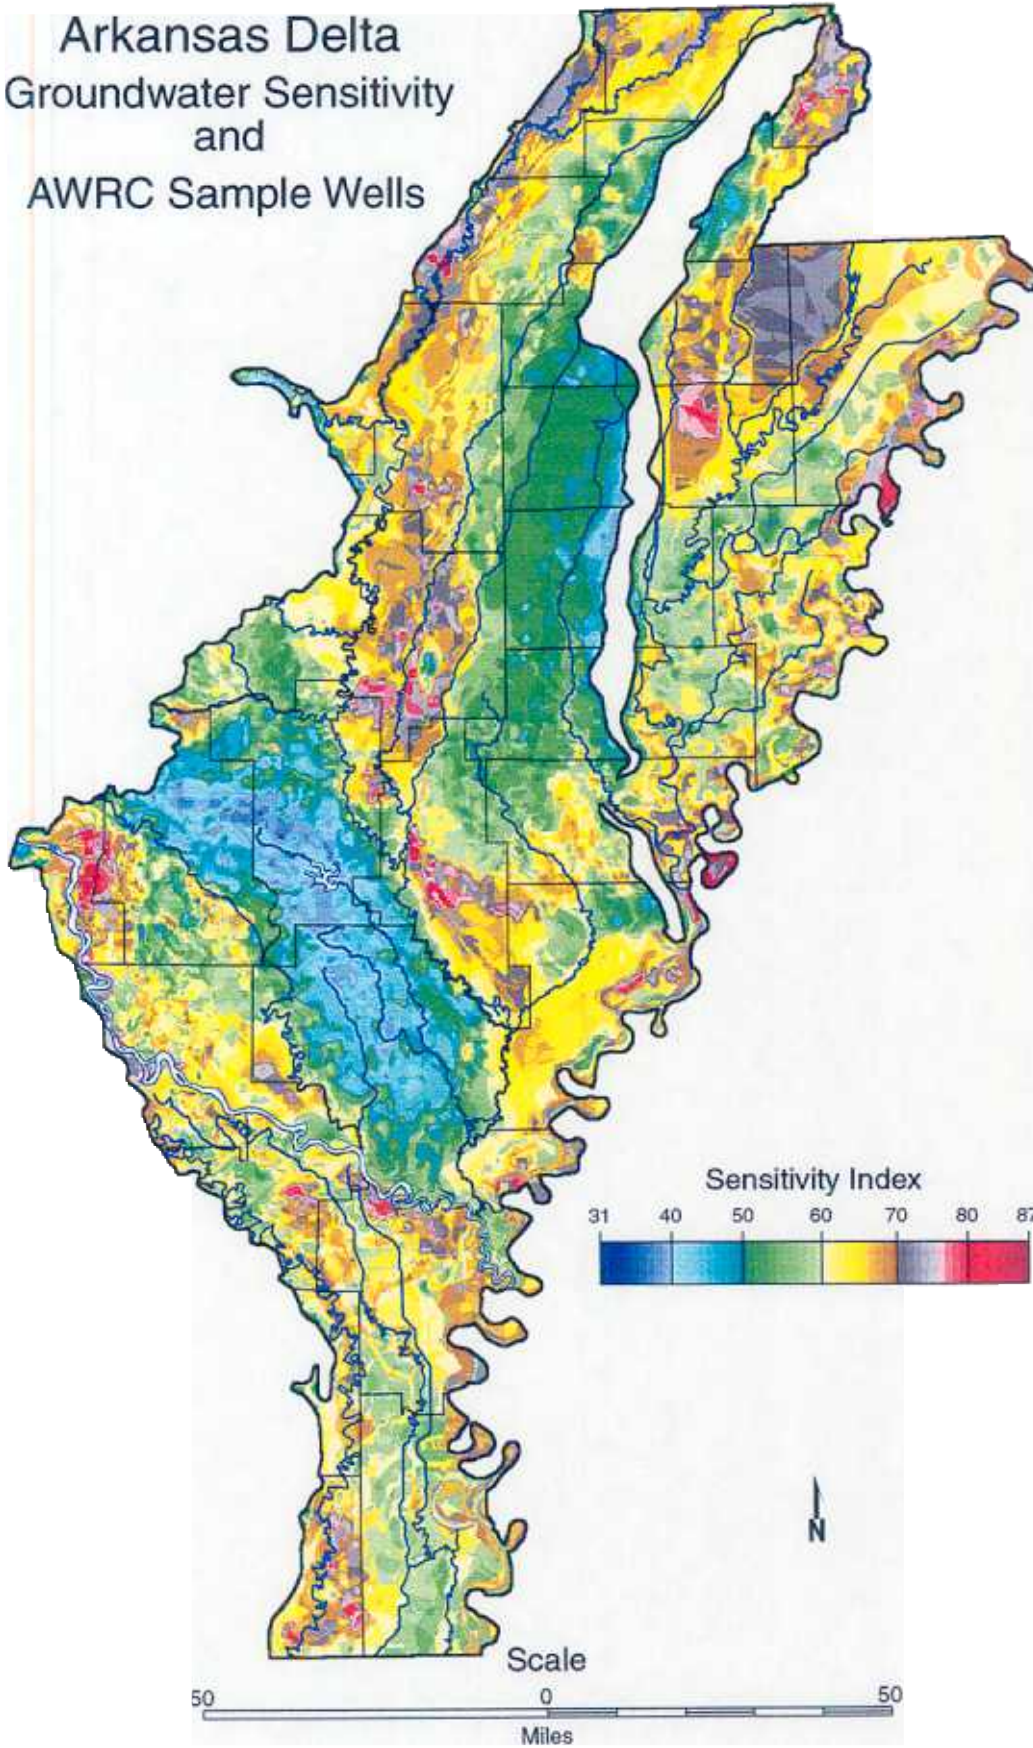 Arkansas Delta
Groundwater Sensitivity
and
AWRC Sample Wells
Sensitivity Index
31 40 50 60 70 80 87
N
Scale
50 0 50
Miles